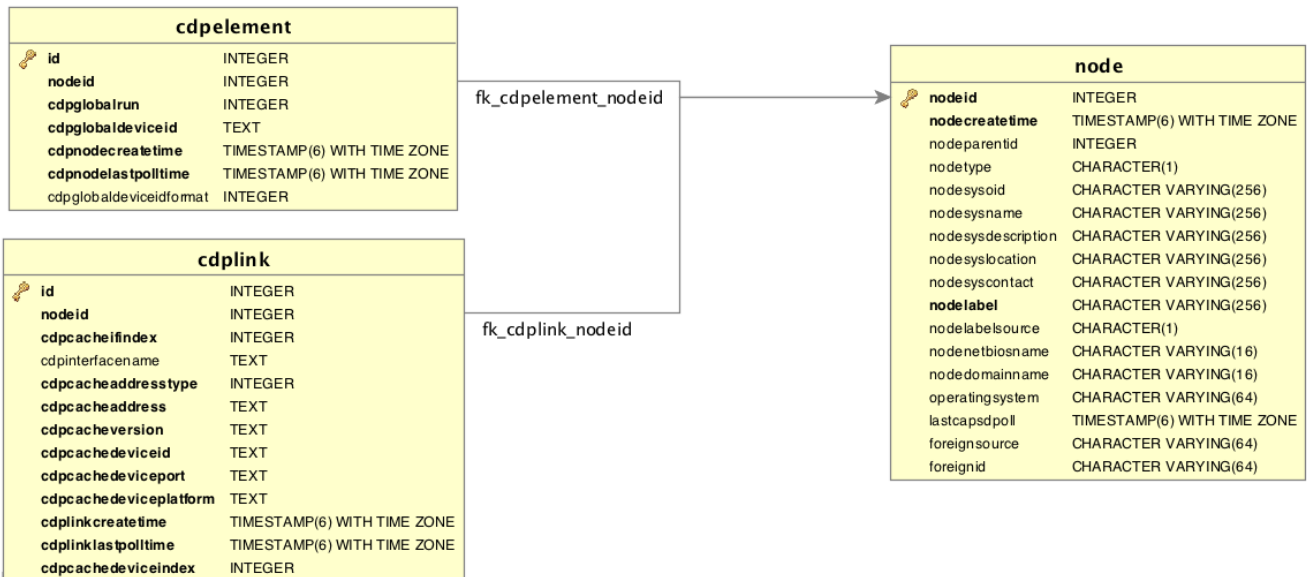 cdpelement
id INTEGER
nodeid INTEGER
cdpglobalrun INTEGER
cdpglobaldeviceid TEXT
cdpnodecreatetime TIMESTAMP(6) WITH TIME ZONE
cdpnodelastpolltime TIMESTAMP(6) WITH TIME ZONE
cdpglobaldeviceidformat INTEGER
fk_cdpelement_nodeid
cdplink
id INTEGER
nodeid INTEGER
cdpcacheifindex INTEGER
cdpinterfacename TEXT
cdpcacheaddresstype INTEGER
cdpcacheaddress TEXT
cdpcacheversion TEXT
cdpcachedeviceid TEXT
cdpcachedeviceport TEXT
cdpcachedeviceplatform TEXT
cdplinkcreatetime TIMESTAMP(6) WITH TIME ZONE
cdplinklastpolltime TIMESTAMP(6) WITH TIME ZONE
cdpcachedeviceindex INTEGER
fk_cdplink_nodeid
node
nodeid INTEGER
nodecreatetime TIMESTAMP(6) WITH TIME ZONE
nodeparentid INTEGER
nodetype CHARACTER(1)
nodesysoid CHARACTER VARYING(256)
nodesysname CHARACTER VARYING(256)
nodesysdescription CHARACTER VARYING(256)
nodesyslocation CHARACTER VARYING(256)
nodesyscontact CHARACTER VARYING(256)
nodelabel CHARACTER VARYING(256)
nodelabelsource CHARACTER(1)
nodenetbiosname CHARACTER VARYING(16)
nodedomainname CHARACTER VARYING(16)
operatingsystem CHARACTER VARYING(64)
lastcapsdpoll TIMESTAMP(6) WITH TIME ZONE
foreignsource CHARACTER VARYING(64)
foreignid CHARACTER VARYING(64)